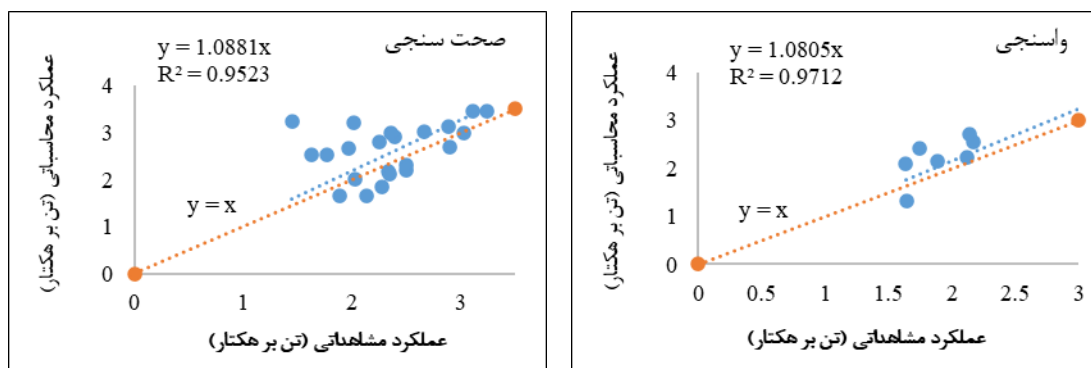 صحت سنجی
y = 1.0881x
R² = 0.9523
عملکرد محاسباتی (تن بر هکتار)
4
3
2
1
0
y = x
0 1 2 3
عملکرد مشاهداتی (تن بر هکتار)
واسنجی
y = 1.0805x
R² = 0.9712
عملکرد محاسباتی (تن بر هکتار)
4
3
2
1
0
y = x
0 0.5 1 1.5 2 2.5 3
عملکرد مشاهداتی (تن بر هکتار)